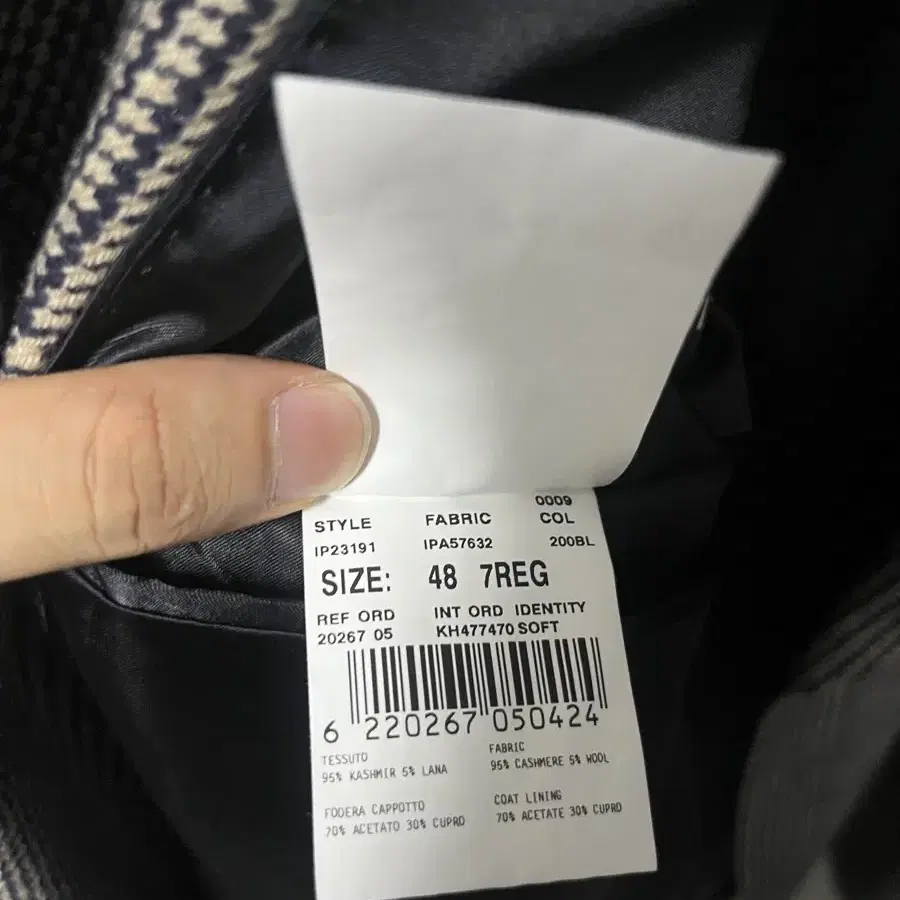 0009
STYLE FABRIC COL
IP23191 IPA57632 200BL
SIZE: 48 7REG
REF ORD INT ORD IDENTITY
20267 05 KH477470 SOFT
6 220267 050424
TESSUTO FABRIC
95% KASHMIR 5% LANA 95% CASHMERE 5% WOOL
FODERA CAPPOTTO COAT LINING
70% ACETATO 30% CUPRO 70% ACETATE 30% CUPRO